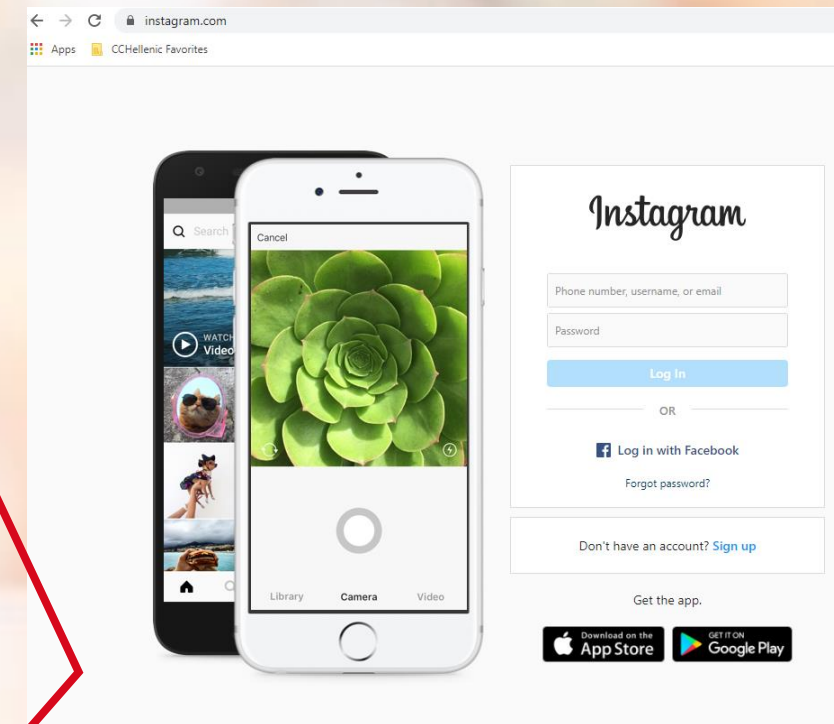 instagram.com
Apps CCHellenic Favorites
Search
Cancel
WATCH
Video
Library Camera Video
Instagram
Phone number, username, or email
Password
Log In
OR
Log in with Facebook
Forgot password?
Don't have an account? Sign up
Get the app.
Download on the
App Store
GET IT ON
Google Play